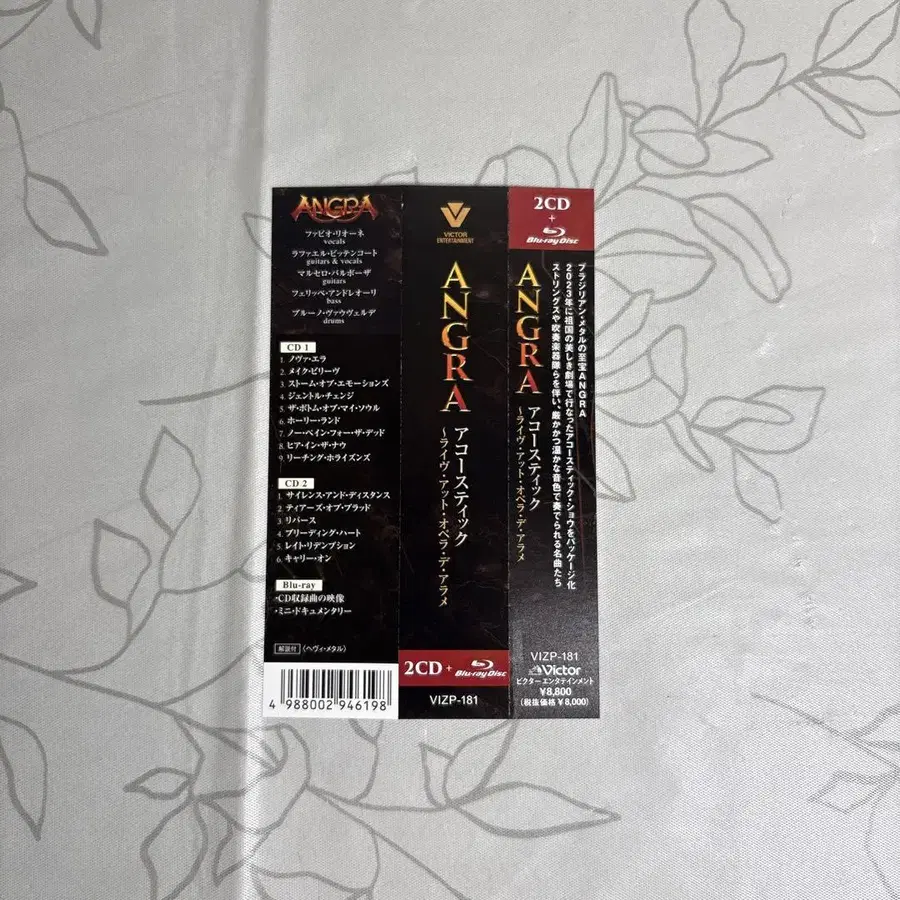 ANGRA
ファビオ・リオーネ
vocals
ラファエル・ビッテンコート
guitars & vocals
マルセロ・バルボーザ
guitars
フェリッペ・アンドレオーリ
bass
ブルーノ・ヴァウヴェルデ
drums
CD 1
1. ノヴァ・エラ
2. メイク・ビリーヴ
3. ストーム・オブ・エモーションズ
4. ジェントル・チェンジ
5. ザ・ボトム・オブ・マイ・ソウル
6. ホーリー・ランド
7. ノー・ペイン・フォー・ザ・デッド
8. ヒア・イン・ザ・ナウ
9. リーチング・ホライズンズ
CD 2
1. サイレンス・アンド・ディスタンス
2. ティアーズ・オブ・ブラッド
3. リバース
4. ブリーディング・ハート
5. レイト・リデンプション
6. キャリー・オン
Blu-ray
・CD収録曲の映像
・ミニ・ドキュメンタリー
解説付 〈ヘヴィ・メタル〉
4 988002 946198
VICTOR
ENTERTAINMENT
ANGRA アコースティック
〜ライヴ・アット・オペラ・デ・アラメ
2CD + Blu-ray Disc
VIZP-181
2CD
+
Blu-ray Disc
ブラジリアン・メタルの至宝ANGRA
2023年に祖国の美しき劇場で行なったアコースティック・ショウをパッケージ化
ストリングスや吹奏楽器隊らを伴い、厳かかつ温かな音色で奏でられる名曲たち
ANGRA アコースティック
〜ライヴ・アット・オペラ・デ・アラメ
VIZP-181
Victor
ビクターエンタテインメント
¥8,800
(税抜価格 ¥8,000)